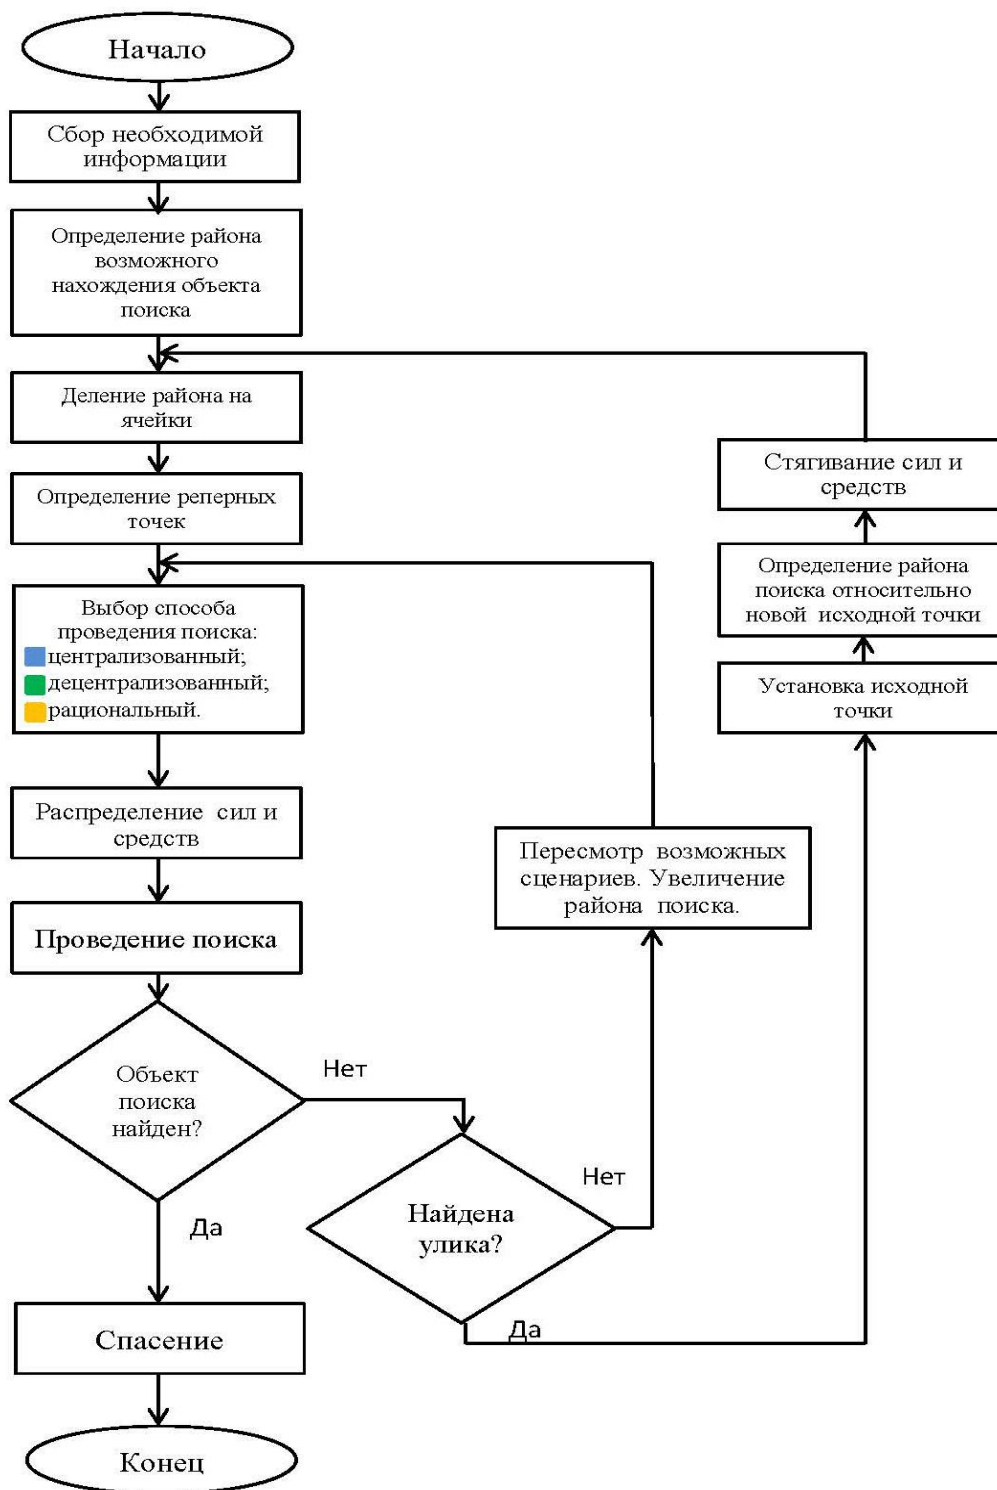 Начало
Сбор необходимой
информации
Определение района
возможного
нахождения объекта
поиска
Деление района на
ячейки
Определение реперных
точек
Выбор способа
проведения поиска:
централизованный;
децентрализованный;
рациональный.
Распределение сил и
средств
Проведение поиска
Объект
поиска
найден?
Нет
Да
Найдена
улика?
Нет
Да
Пересмотр возможных
сценариев. Увеличение
района поиска.
Установка исходной
точки
Определение района
поиска относительно
новой исходной точки
Стягивание сил и
средств
Спасение
Конец